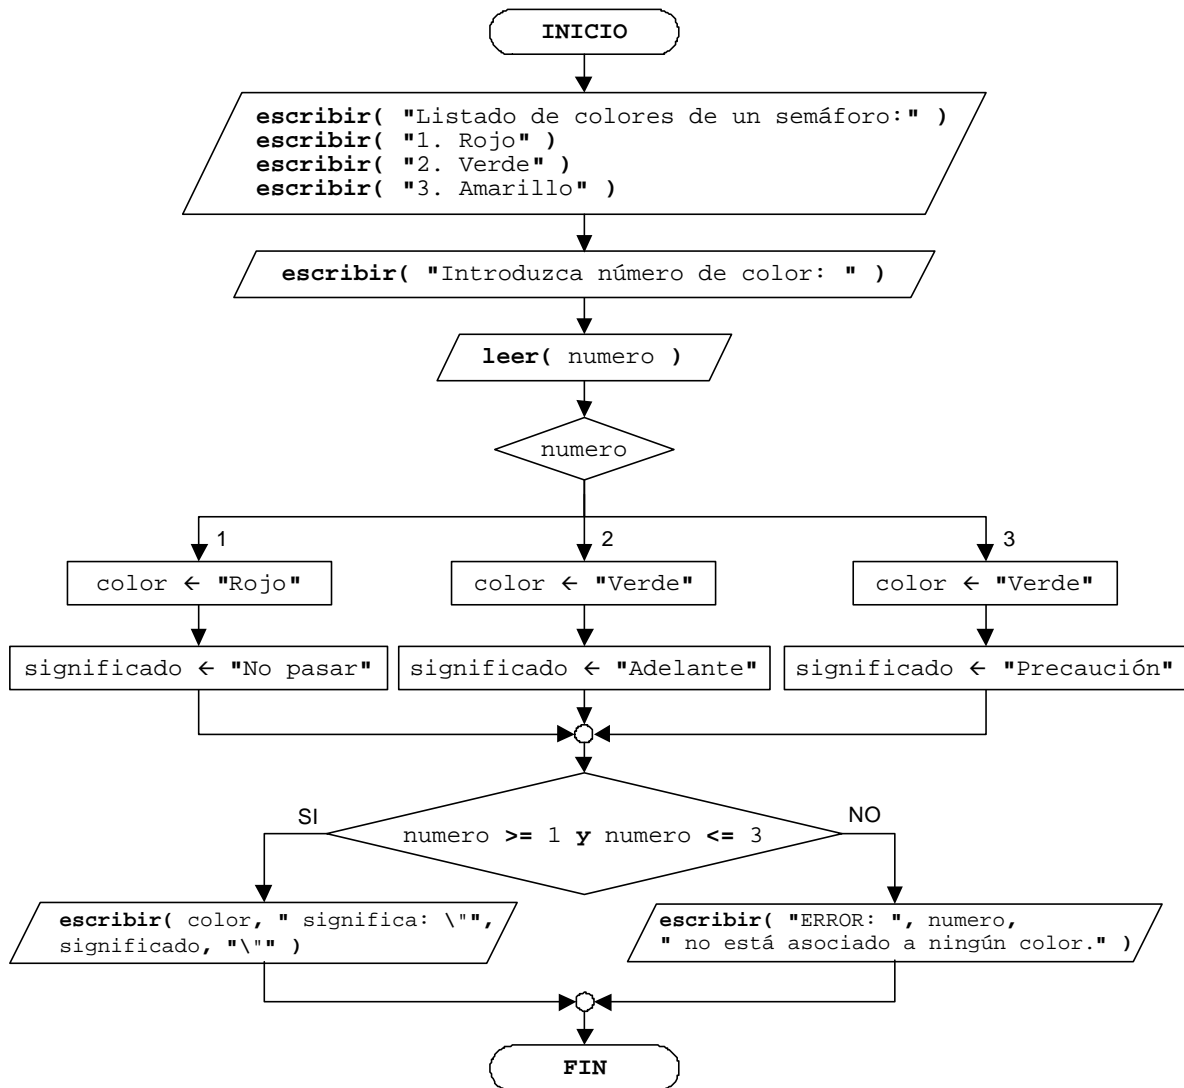 INICIO
escribir( "Listado de colores de un semáforo:" )
escribir( "1. Rojo" )
escribir( "2. Verde" )
escribir( "3. Amarillo" )
escribir( "Introduzca número de color: " )
leer( numero )
numero
1
2
3
color ← "Rojo"
color ← "Verde"
color ← "Verde"
significado ← "No pasar"
significado ← "Adelante"
significado ← "Precaución"
SI
NO
numero >= 1 y numero <= 3
escribir( color, " significa: \"",
significado, "\"" )
escribir( "ERROR: ", numero,
" no está asociado a ningún color." )
FIN